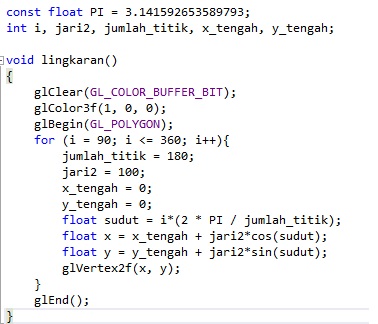 const float PI = 3.141592653589793;
int i, jari2, jumlah_titik, x_tengah, y_tengah;
void lingkaran()
{
glClear(GL_COLOR_BUFFER_BIT);
glColor3f(1, 0, 0);
glBegin(GL_POLYGON);
for (i = 90; i <= 360; i++){
jumlah_titik = 180;
jari2 = 100;
x_tengah = 0;
y_tengah = 0;
float sudut = i*(2 * PI / jumlah_titik);
float x = x_tengah + jari2*cos(sudut);
float y = y_tengah + jari2*sin(sudut);
glVertex2f(x, y);
}
glEnd();
}